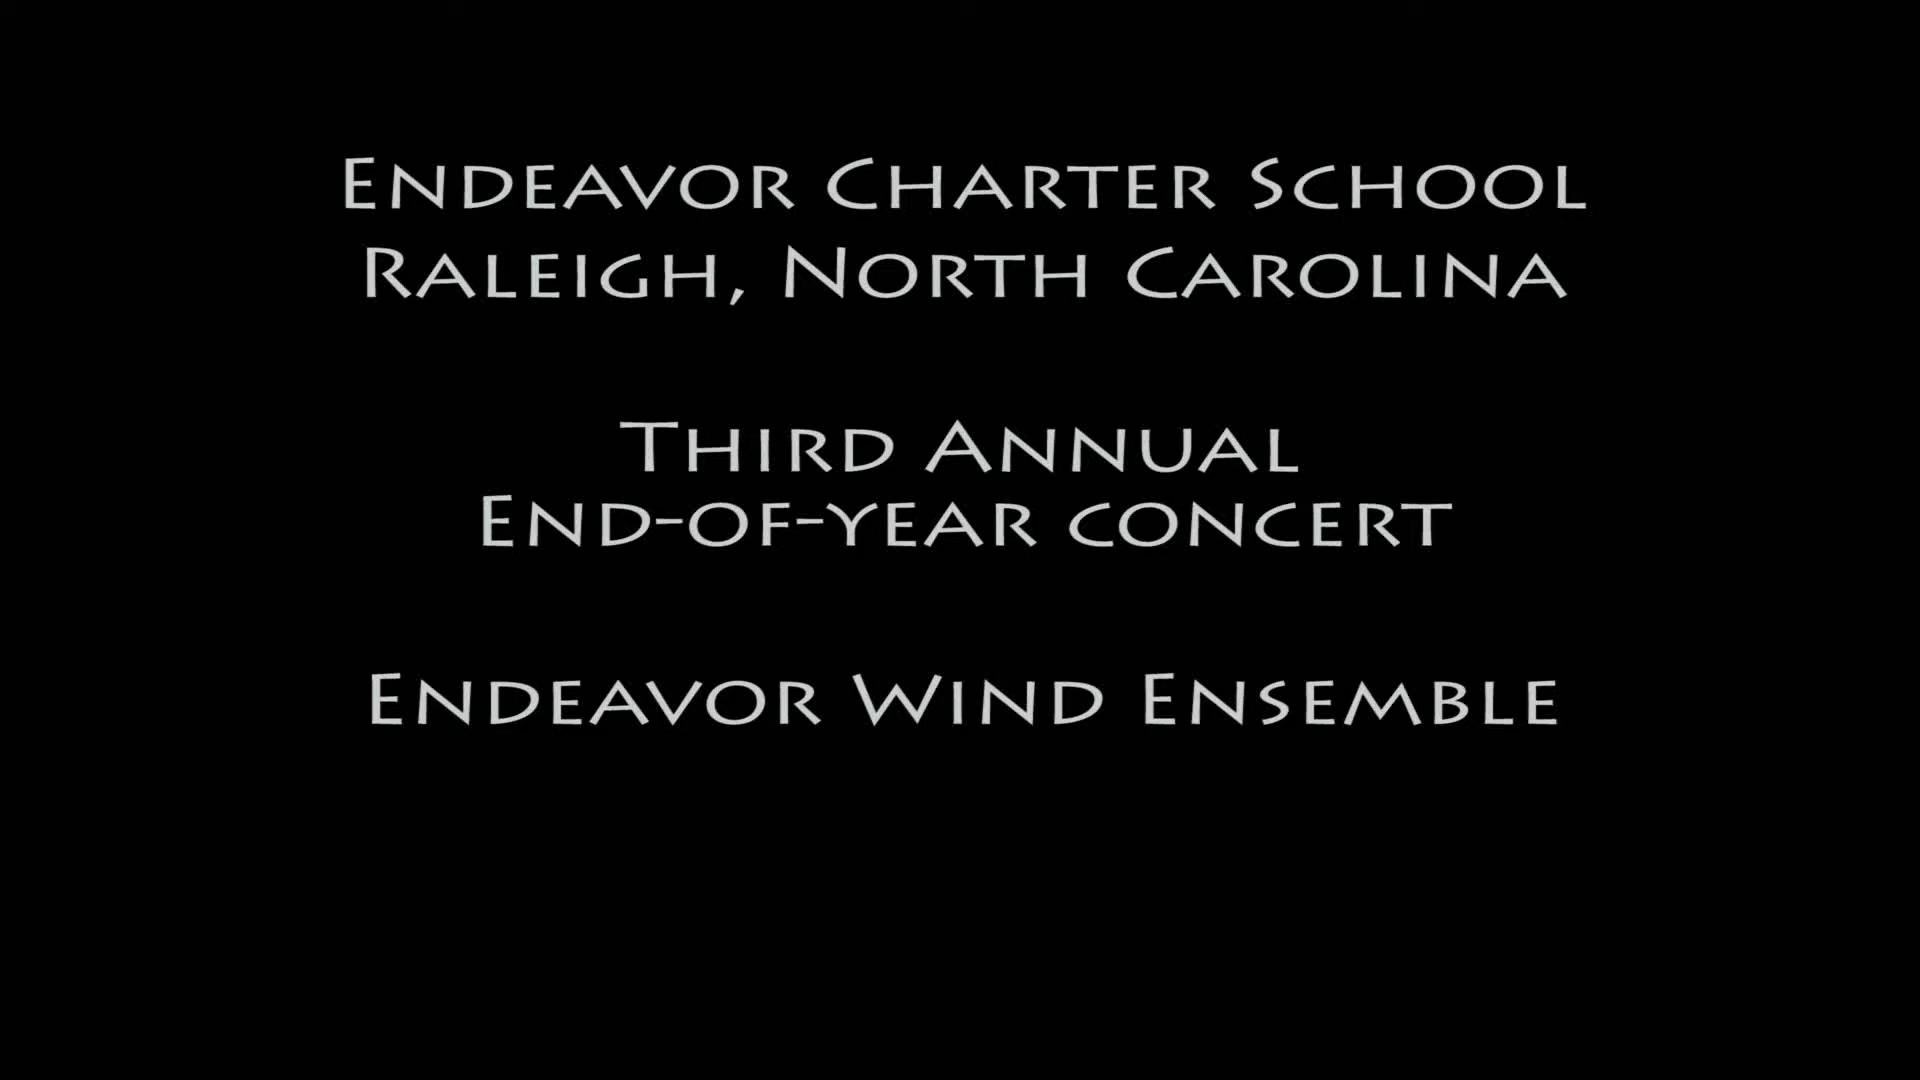 Endeavor Charter School
Raleigh, North Carolina
Third Annual
End-of-year concert
Endeavor Wind Ensemble